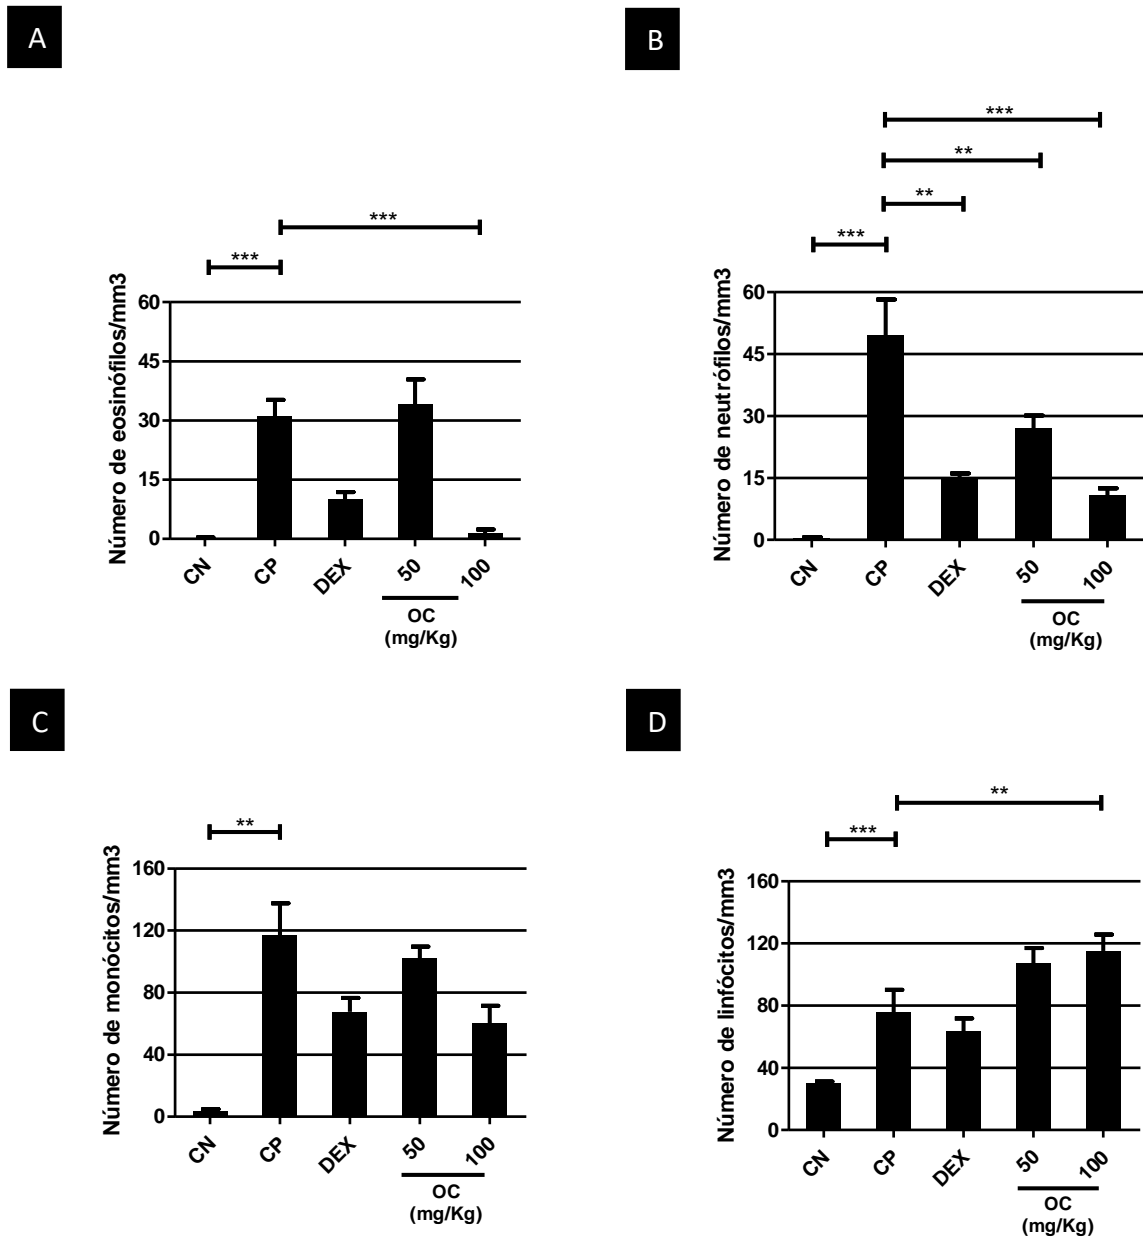 A
***
***
Número de eosinófilos/mm3
60
45
30
15
0
CN
CP
DEX
50
100
OC
(mg/Kg)
B
***
**
**
***
Número de neutrófilos/mm3
60
45
30
15
0
CN
CP
DEX
50
100
OC
(mg/Kg)
C
**
Número de monócitos/mm3
160
120
80
40
0
CN
CP
DEX
50
100
OC
(mg/Kg)
D
**
***
Número de linfócitos/mm3
160
120
80
40
0
CN
CP
DEX
50
100
OC
(mg/Kg)